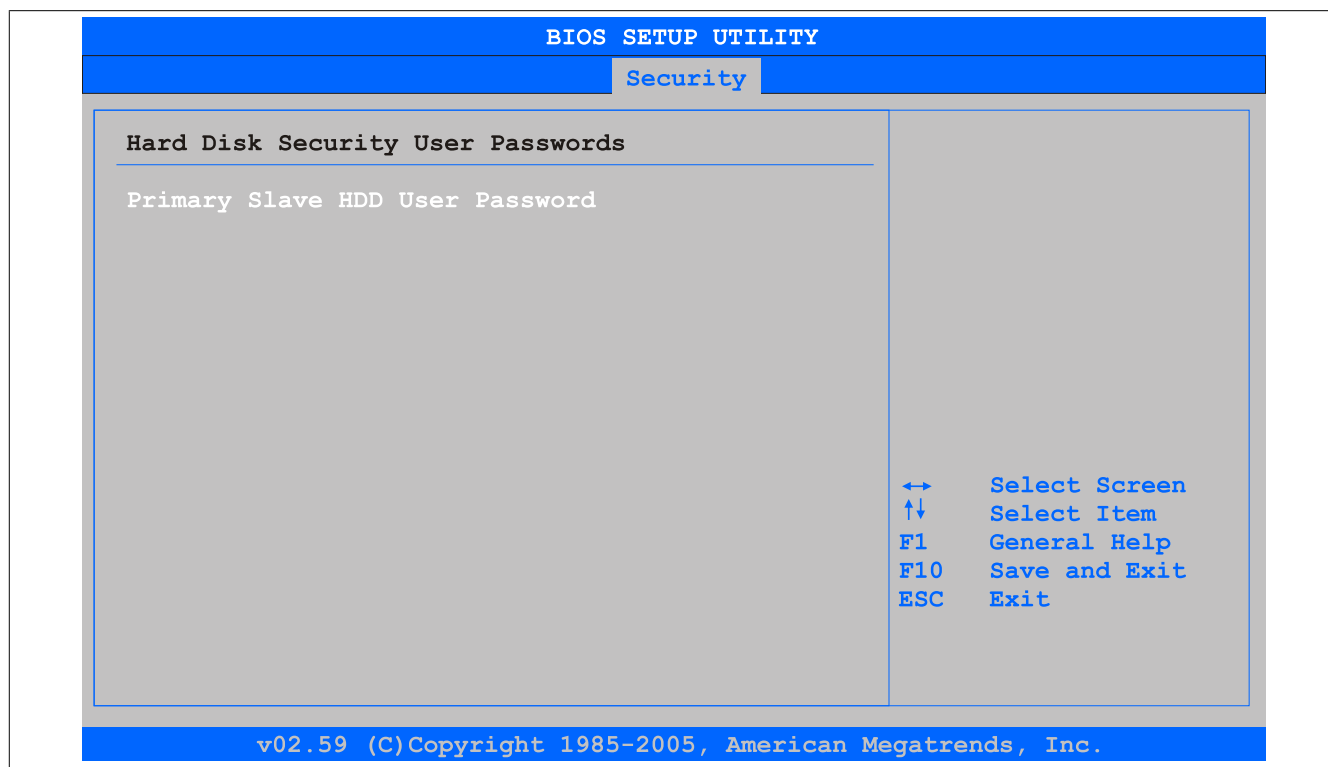 BIOS SETUP UTILITY
Security
Hard Disk Security User Passwords
Primary Slave HDD User Password
↔ Select Screen
↑↓ Select Item
F1 General Help
F10 Save and Exit
ESC Exit
v02.59 (C)Copyright 1985-2005, American Megatrends, Inc.